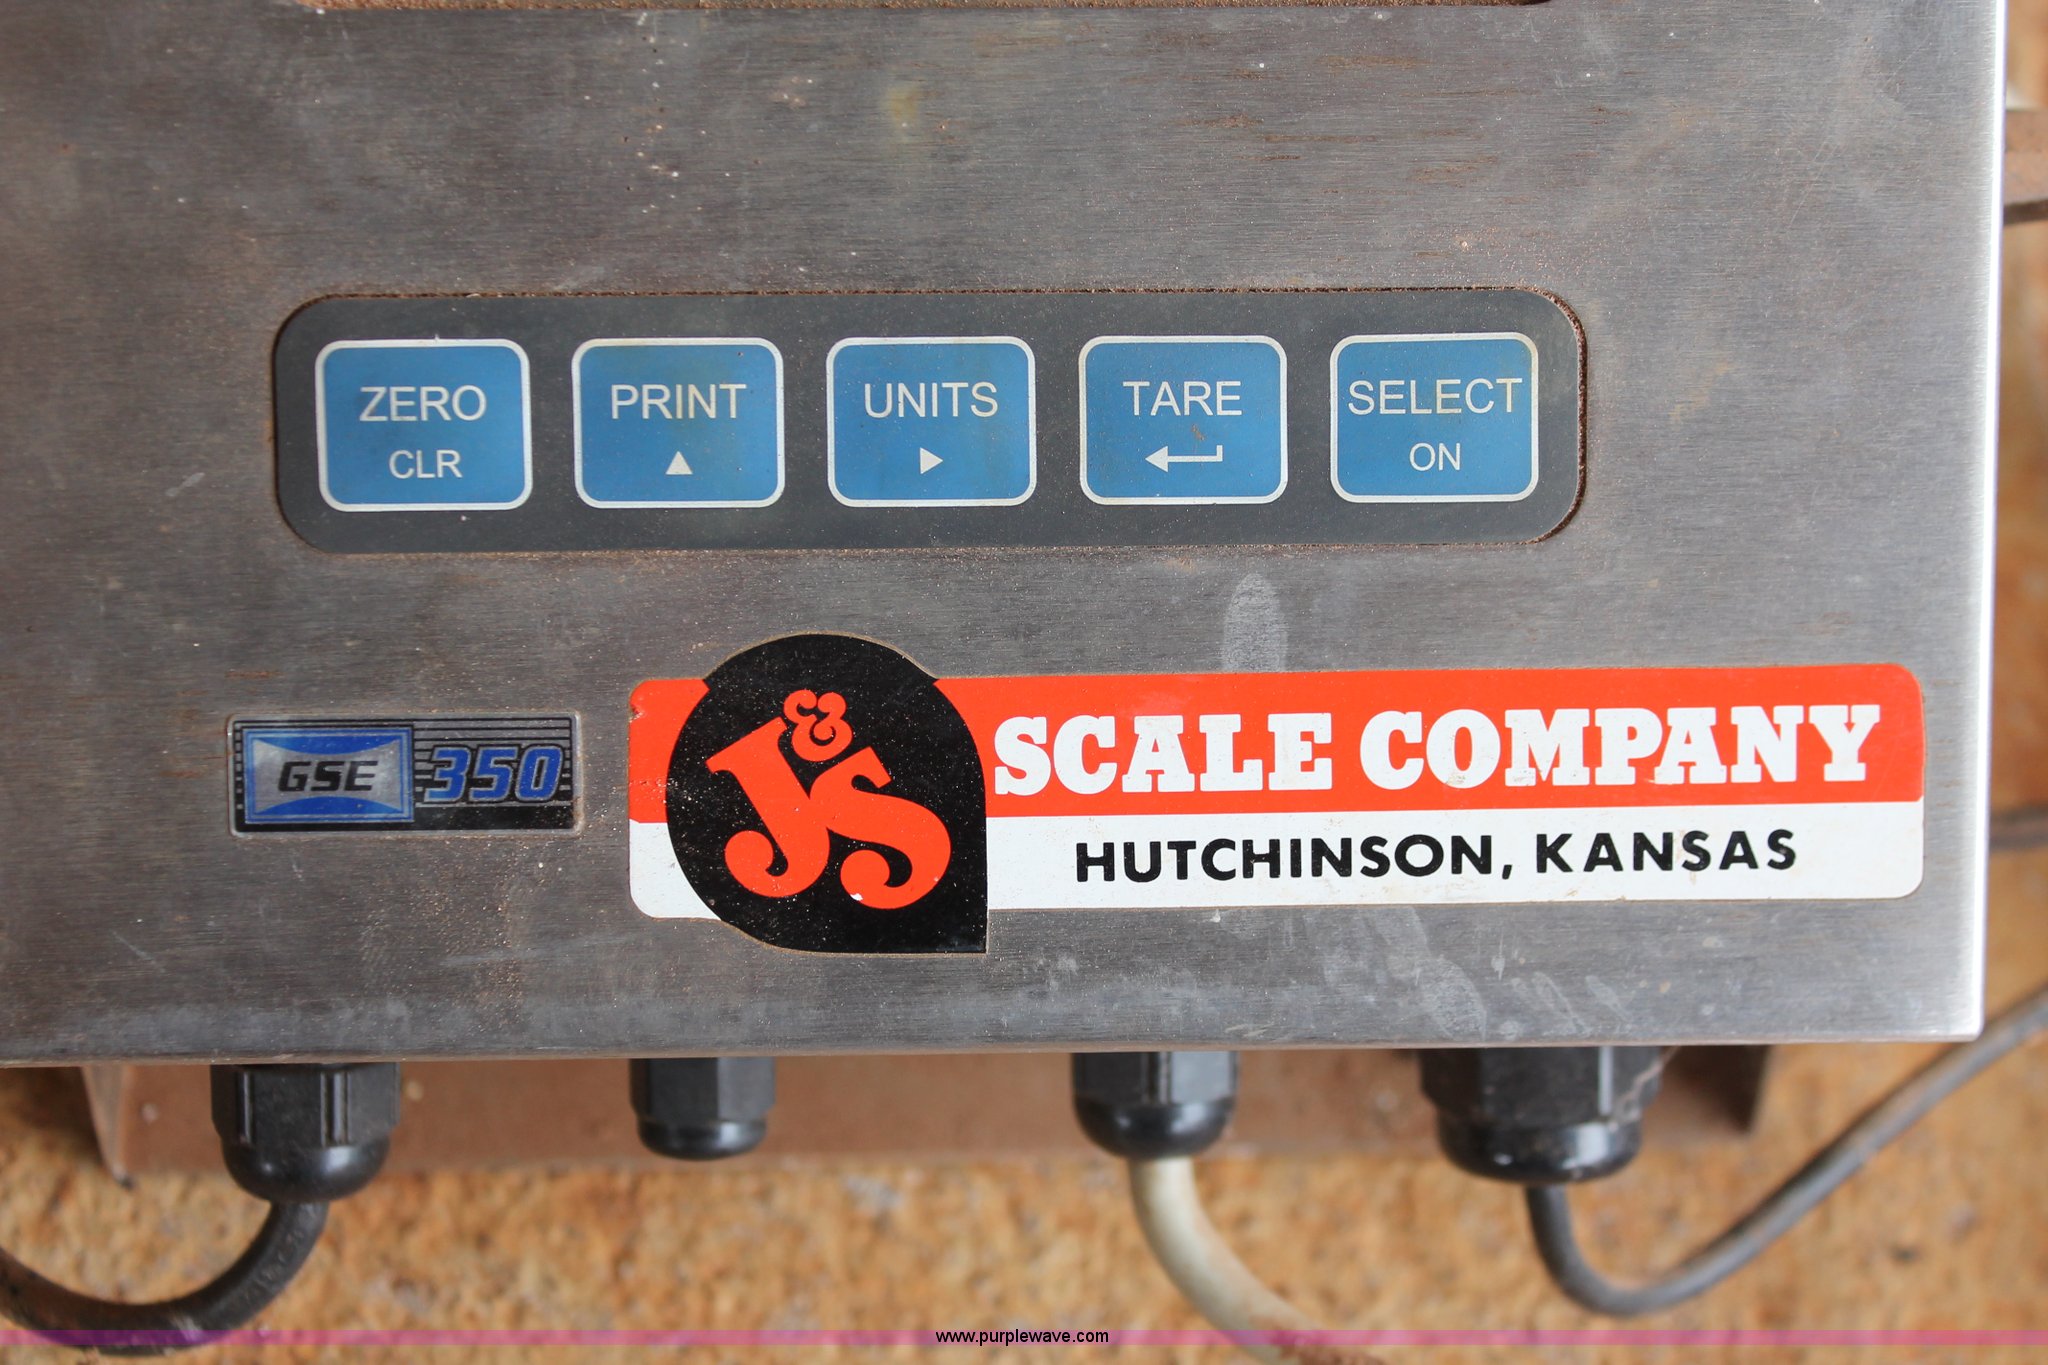 ZERO PRINT UNITS TARE SELECT
CLR ON
GSE 350
J&S SCALE COMPANY
HUTCHINSON, KANSAS
www.purplewave.com